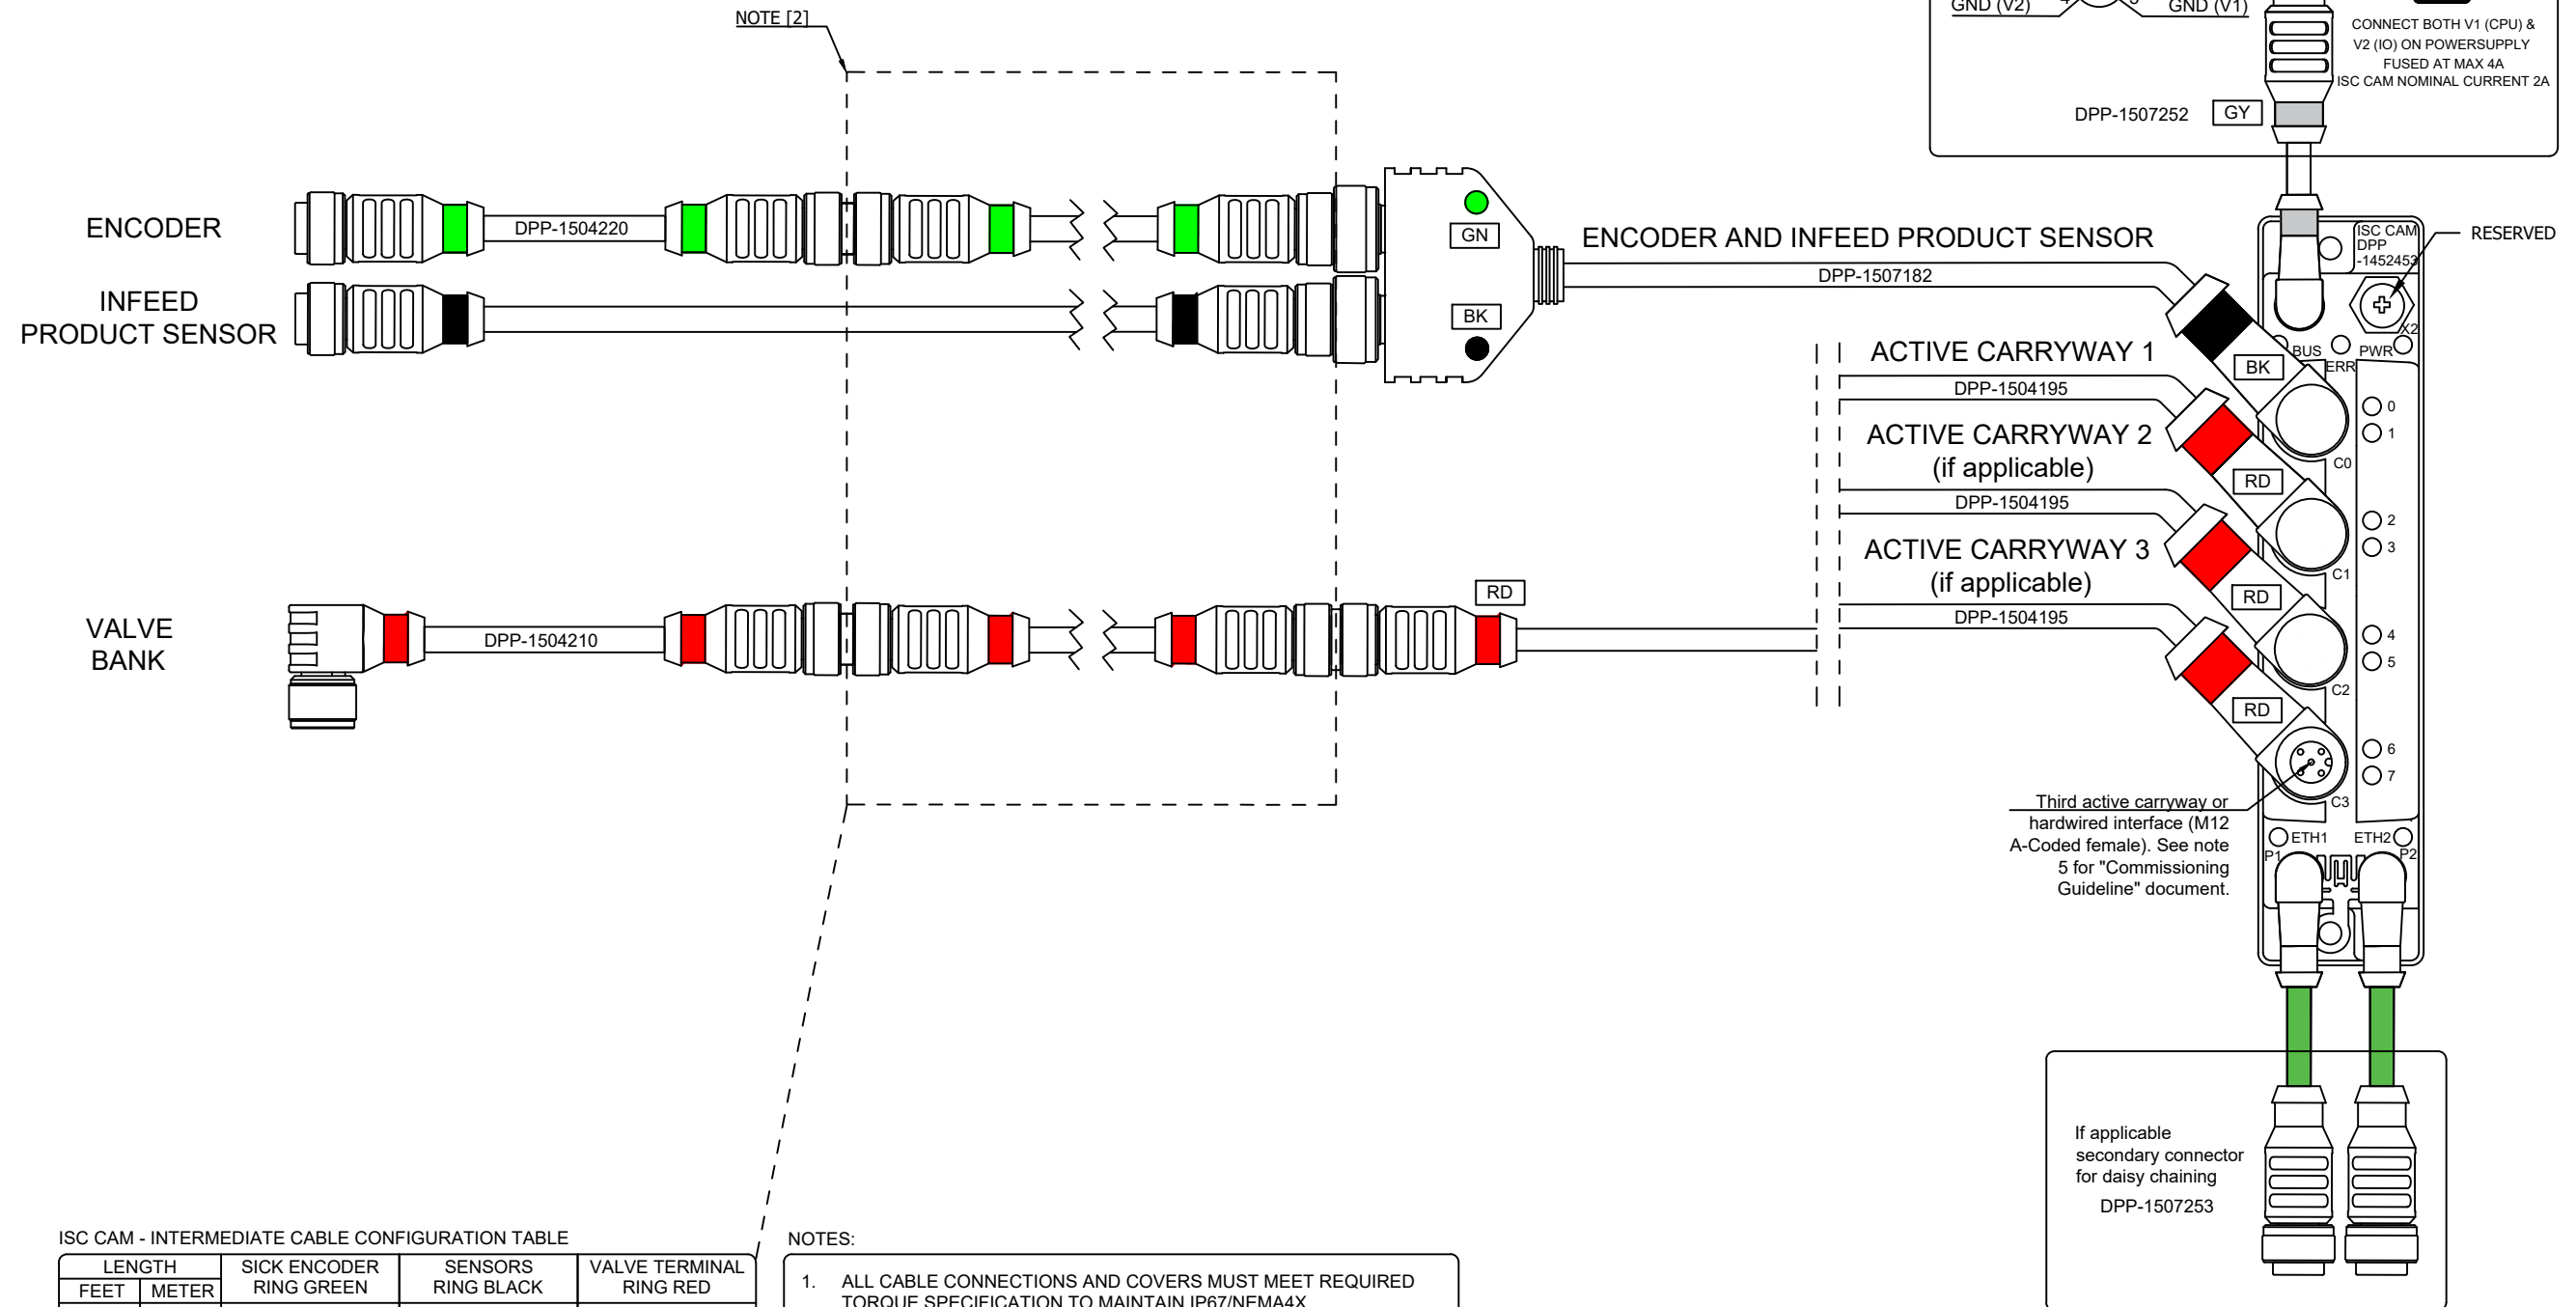 NOTE [2]
GND (V2)
GND (V1)
CONNECT BOTH V1 (CPU) &
V2 (IO) ON POWERSUPPLY
FUSED AT MAX 4A
ISC CAM NOMINAL CURRENT 2A
DPP-1507252
GY
ENCODER
DPP-1504220
GN
ENCODER AND INFEED PRODUCT SENSOR
DPP-1507182
ISC CAM
DPP
-1452453
RESERVED
INFEED
PRODUCT SENSOR
BK
X2
BUS
ERR
PWR
BK
ACTIVE CARRYWAY 1
DPP-1504195
0
1
C0
ACTIVE CARRYWAY 2
(if applicable)
RD
DPP-1504195
2
3
C1
ACTIVE CARRYWAY 3
(if applicable)
RD
DPP-1504195
4
5
C2
VALVE
BANK
DPP-1504210
RD
RD
6
7
C3
Third active carryway or
hardwired interface (M12
A-Coded female). See note
5 for "Commissioning
Guideline" document.
ETH1
ETH2
P1
P2
If applicable
secondary connector
for daisy chaining
DPP-1507253
ISC CAM - INTERMEDIATE CABLE CONFIGURATION TABLE
LENGTH
FEET
METER
SICK ENCODER
RING GREEN
SENSORS
RING BLACK
VALVE TERMINAL
RING RED
NOTES:
1. ALL CABLE CONNECTIONS AND COVERS MUST MEET REQUIRED
TORQUE SPECIFICATION TO MAINTAIN IP67/NEMA4X